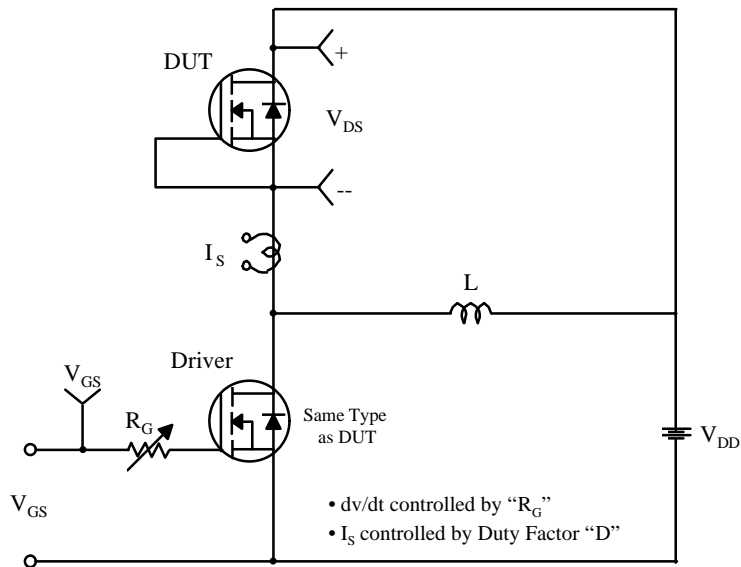 DUT
+
V_DS
--
I_S
L
Driver
V_GS
R_G
Same Type
as DUT
V_DD
V_GS
• dv/dt controlled by “R_G”
• I_S controlled by Duty Factor “D”